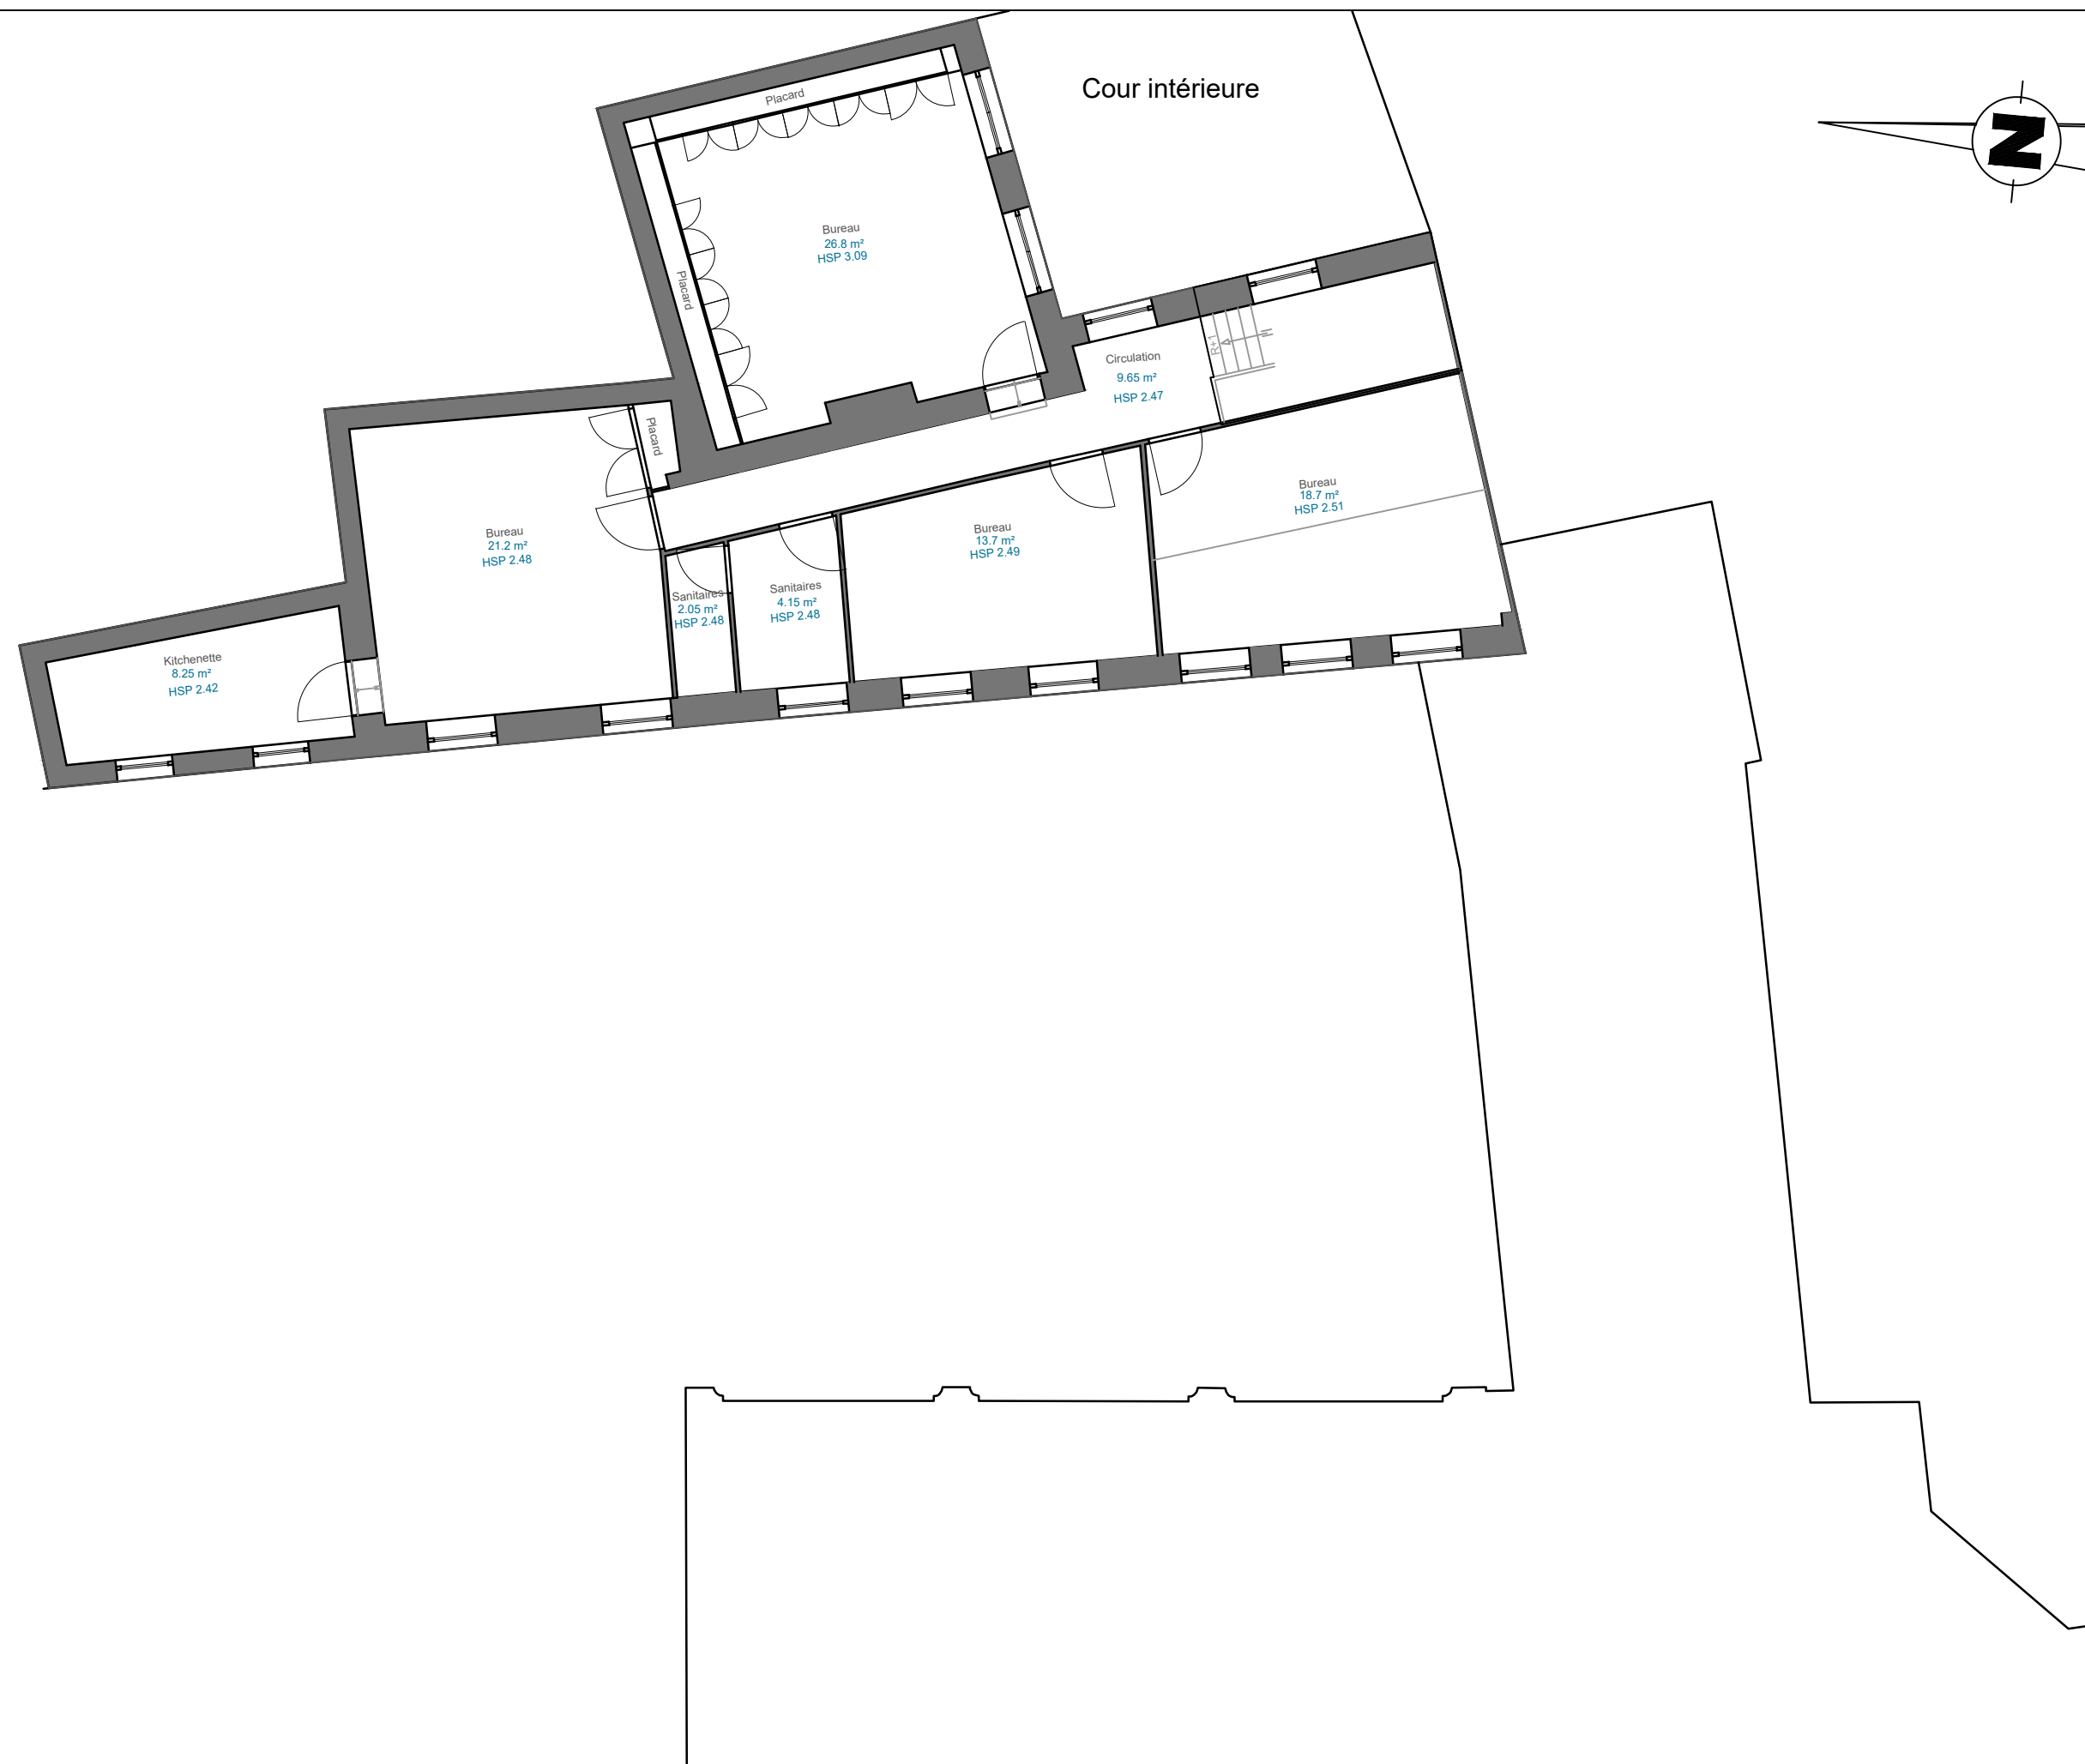 Cour intérieure
N
Placard
Bureau
26.8 m²
HSP 3.09
Placard
R+1
Circulation
9.65 m²
HSP 2.47
Placard
Bureau
18.7 m²
HSP 2.51
Bureau
13.7 m²
HSP 2.49
Bureau
21.2 m²
HSP 2.48
Sanitaires
4.15 m²
HSP 2.48
Sanitaires
2.05 m²
HSP 2.48
Kitchenette
8.25 m²
HSP 2.42